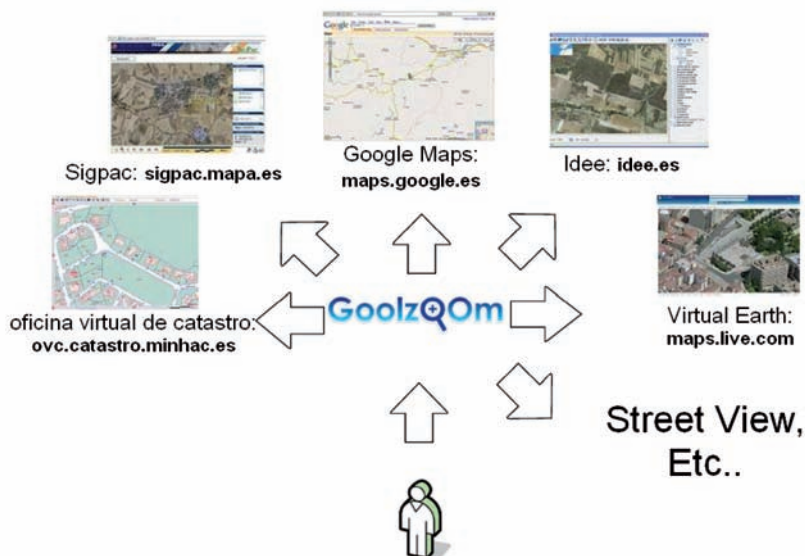 Sigpac: sigpac.mapa.es
Google Maps:
maps.google.es
Idee: idee.es
oficina virtual de catastro:
ovc.catastro.minhac.es
GoolzOOm
Virtual Earth:
maps.live.com
Street View,
Etc..